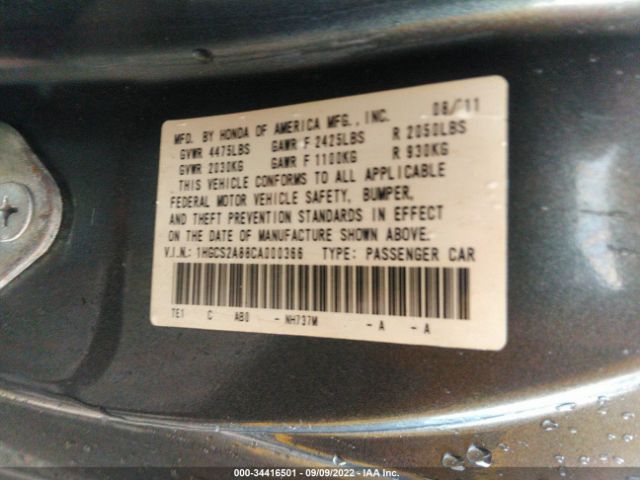 MFD. BY HONDA OF AMERICA MFG., INC. 08/11
GVWR 4475LBS GAWR F 2425LBS R 2050LBS
GVWR 2030KG GAWR F 1100KG R 930KG
THIS VEHICLE CONFORMS TO ALL APPLICABLE
FEDERAL MOTOR VEHICLE SAFETY, BUMPER,
AND THEFT PREVENTION STANDARDS IN EFFECT
ON THE DATE OF MANUFACTURE SHOWN ABOVE.
V.I.N.: 1HGCS2A88CA000366 TYPE: PASSENGER CAR
TE1 C AB0 - NH737M - A - A
000-34416501 - 09/09/2022 - IAA Inc.